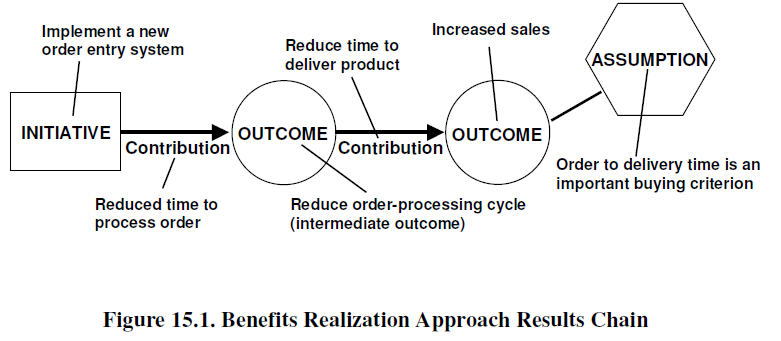 Implement a new
order entry system
INITIATIVE
Contribution
Reduced time to
process order
OUTCOME
Reduce order-processing cycle
(intermediate outcome)
Reduce time to
deliver product
Contribution
Increased sales
OUTCOME
ASSUMPTION
Order to delivery time is an
important buying criterion
Figure 15.1. Benefits Realization Approach Results Chain